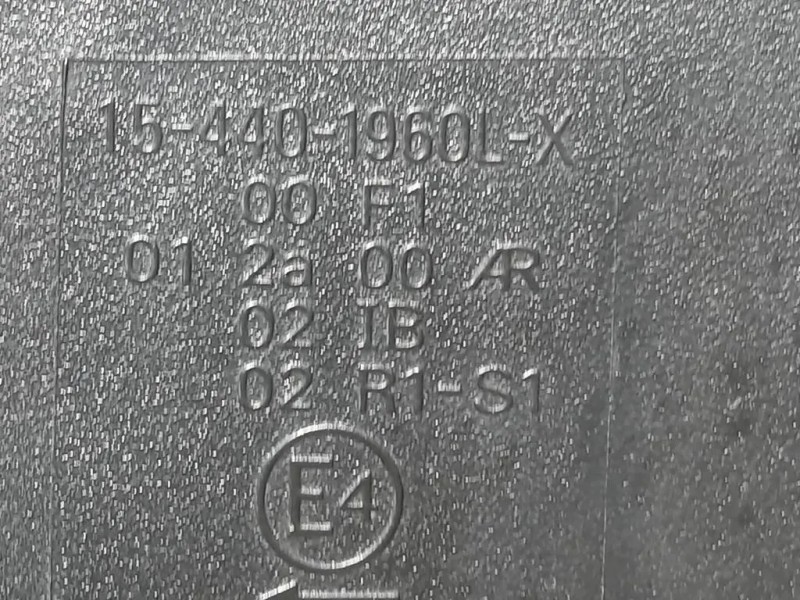 15-440-1960L-X
00 F1
01 2a 00 AR
02 IB
02 R1-S1
E4